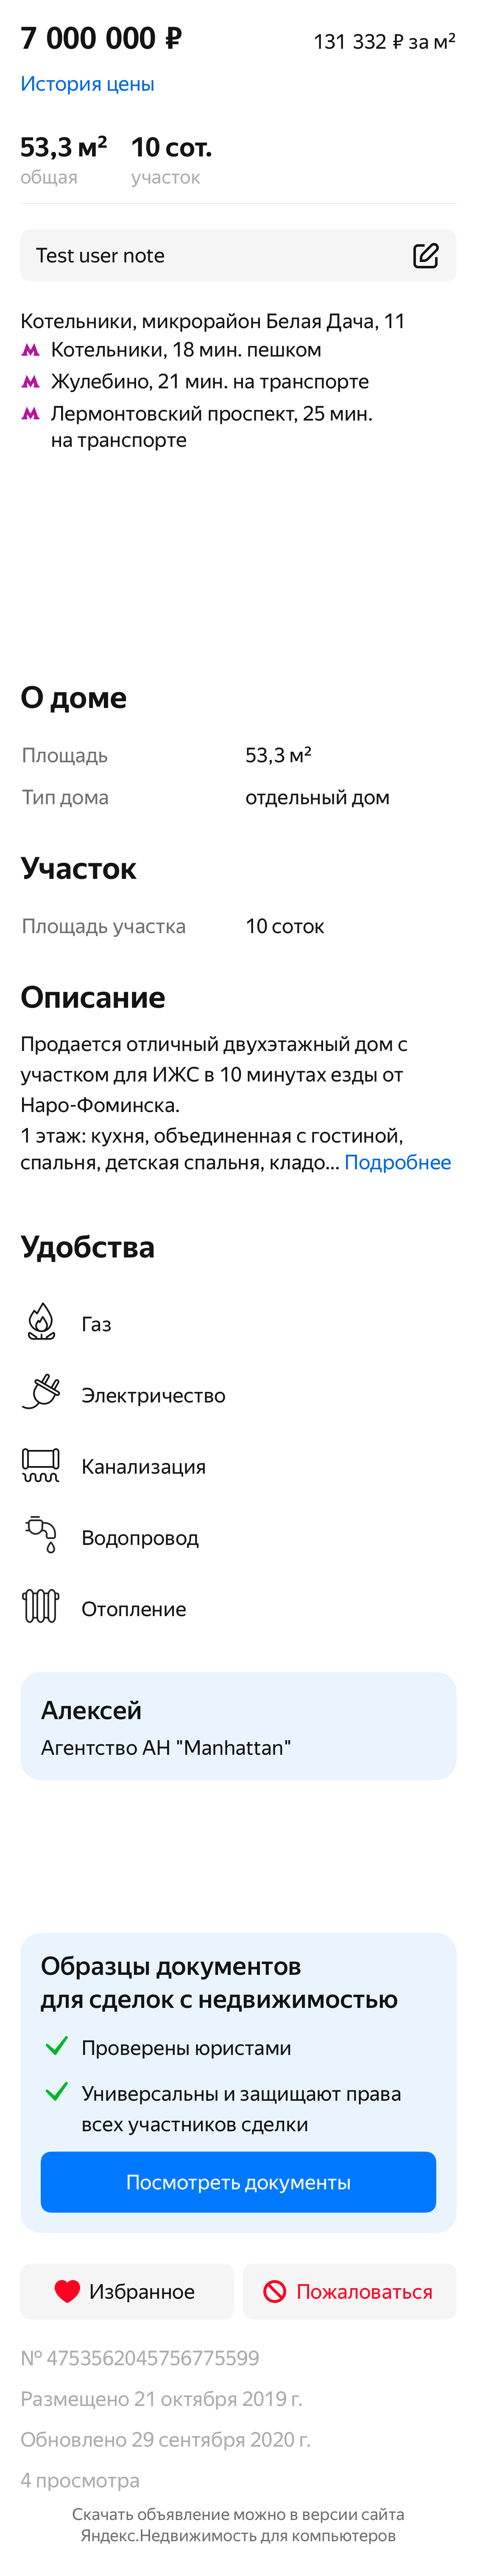 7 000 000 ₽
131 332 ₽ за м²
История цены
53,3 м² 10 сот.
общая участок
Test user note
Котельники, микрорайон Белая Дача, 11
Котельники, 18 мин. пешком
Жулебино, 21 мин. на транспорте
Лермонтовский проспект, 25 мин.
на транспорте
О доме
Площадь 53,3 м²
Тип дома отдельный дом
Участок
Площадь участка 10 соток
Описание
Продается отличный двухэтажный дом с
участком для ИЖС в 10 минутах езды от
Наро-Фоминска.
1 этаж: кухня, объединенная с гостиной,
спальня, детская спальня, кладо... Подробнее
Удобства
Газ
Электричество
Канализация
Водопровод
Отопление
Алексей
Агентство АН "Manhattan"
Образцы документов
для сделок с недвижимостью
Проверены юристами
Универсальны и защищают права
всех участников сделки
Посмотреть документы
Избранное Пожаловаться
№ 4753562045756775599
Размещено 21 октября 2019 г.
Обновлено 29 сентября 2020 г.
4 просмотра
Скачать объявление можно в версии сайта
Яндекс.Недвижимость для компьютеров